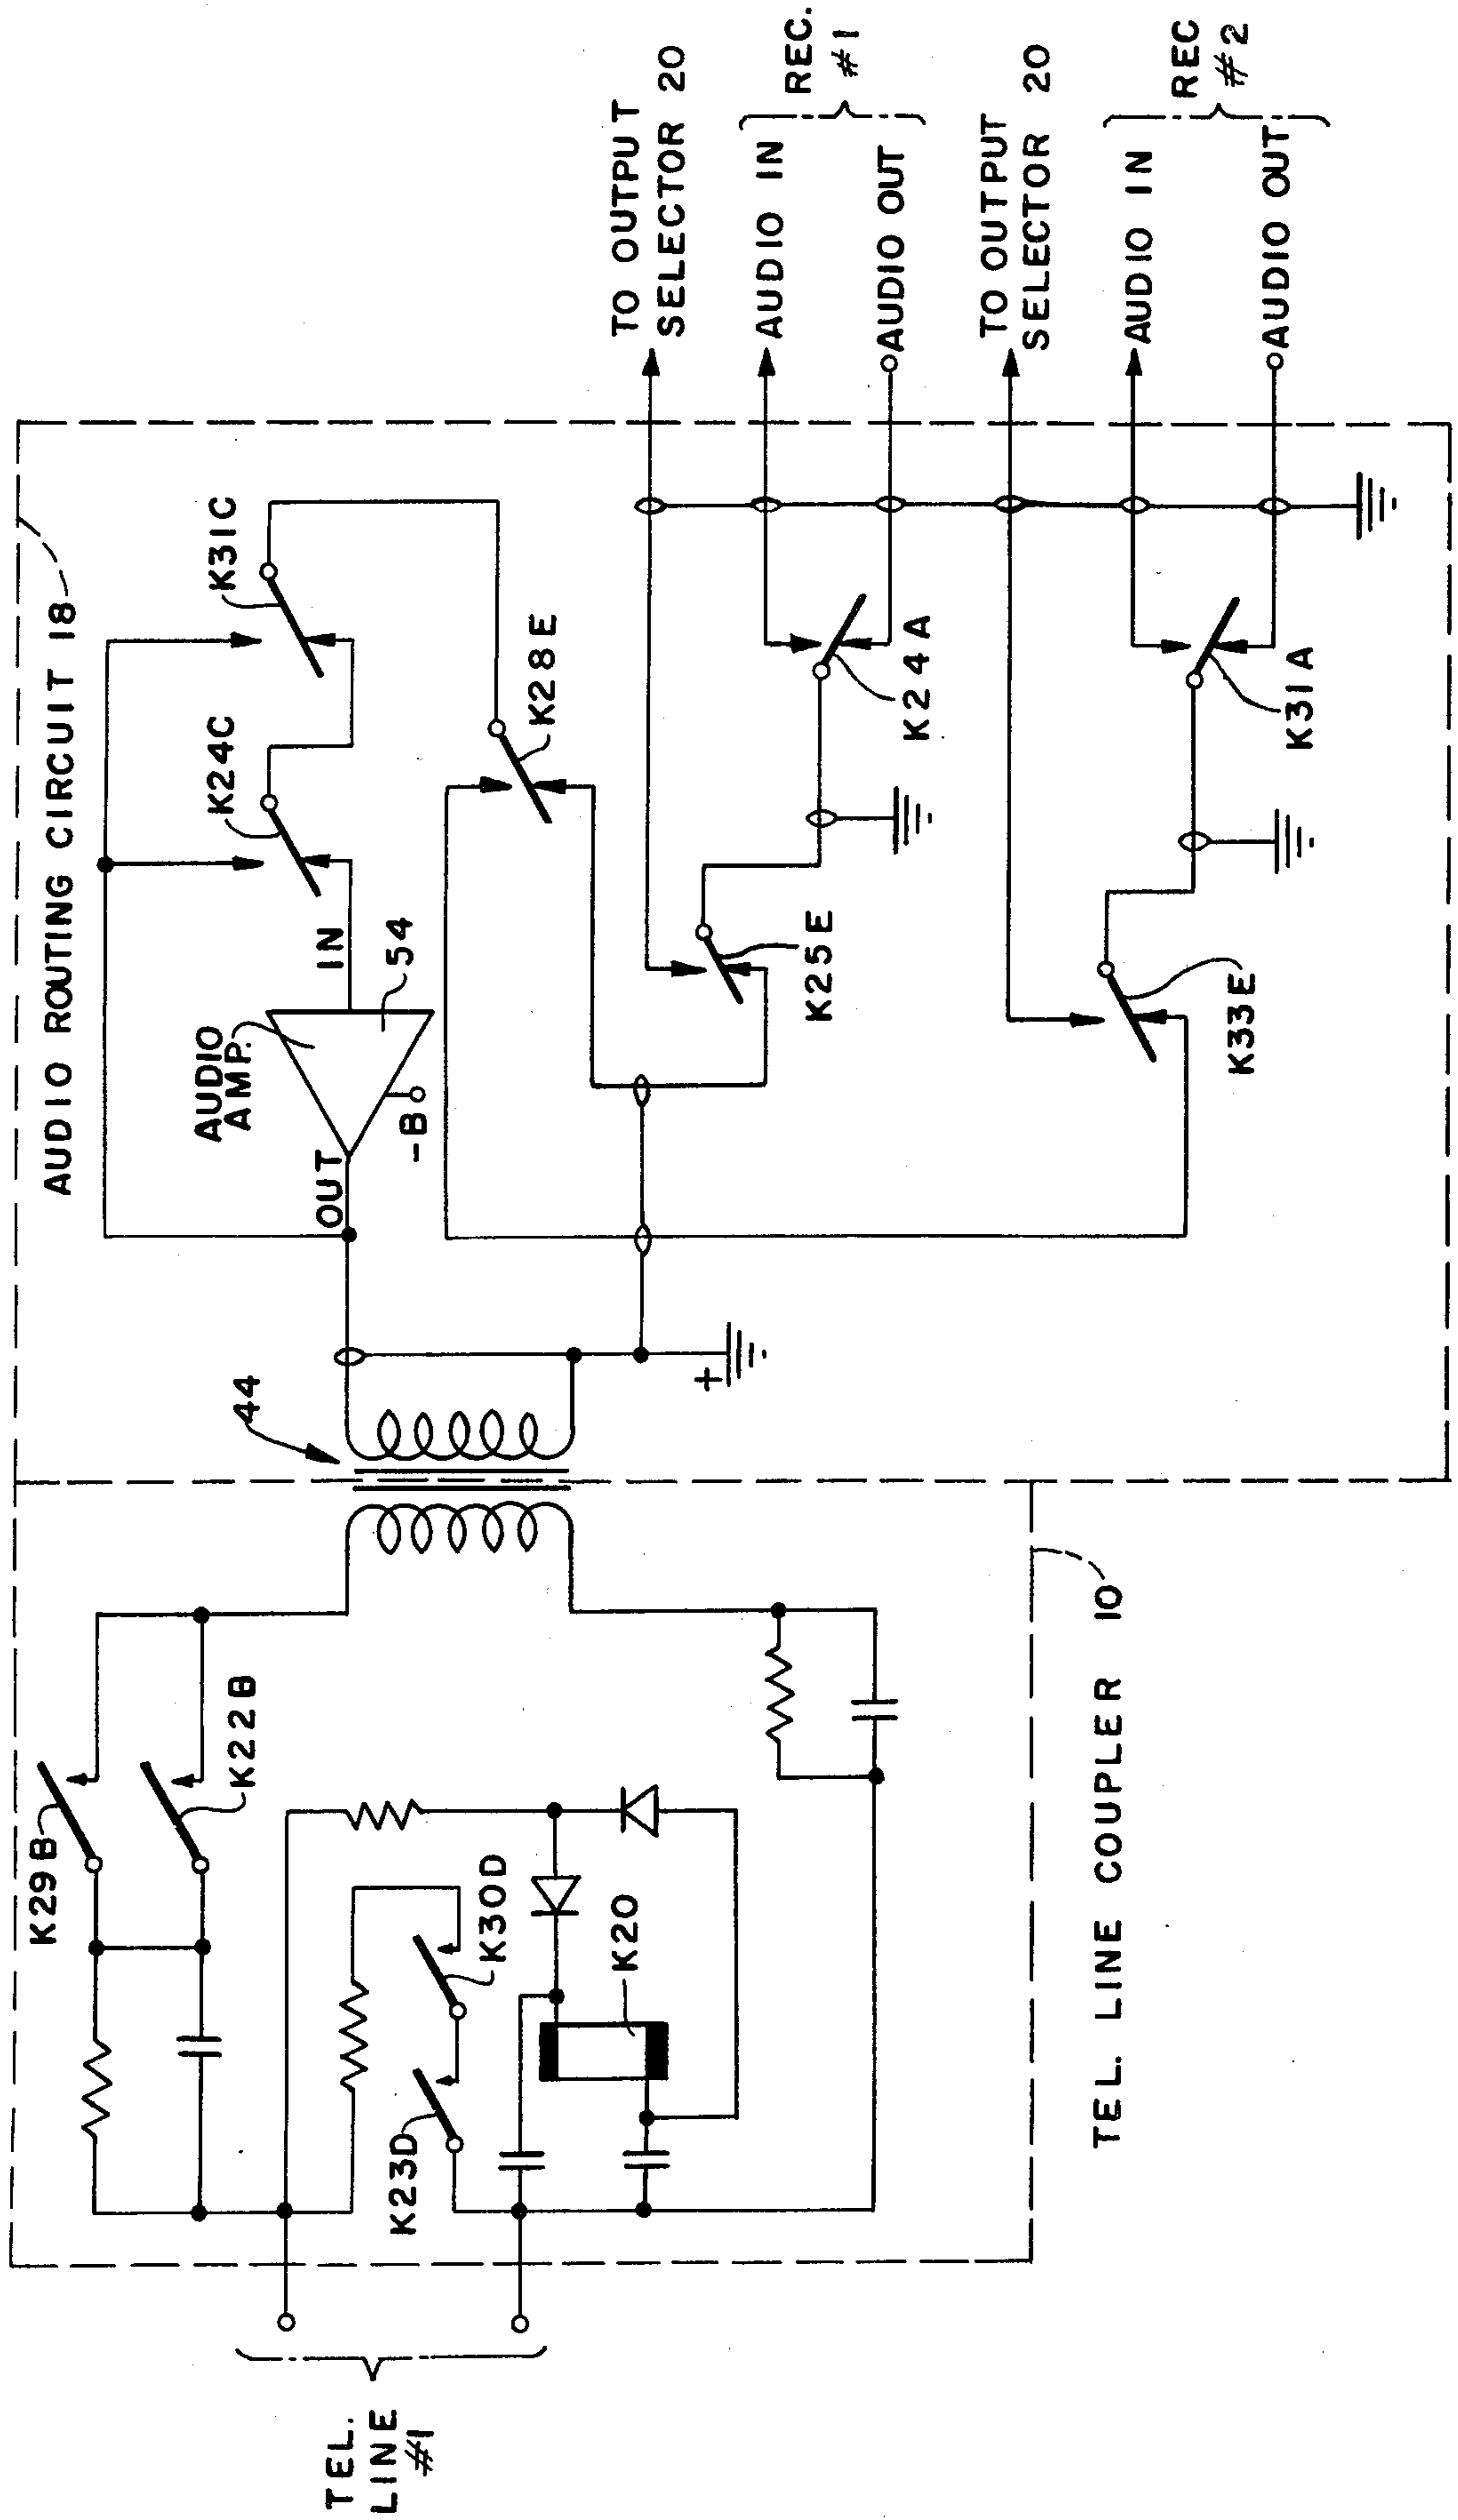 TEL.
LINE
#1
TEL. LINE COUPLER 10
K29B
K22B
K23D
K30D
K20
44
AUDIO ROUTING CIRCUIT 18
AUDIO
AMP.
OUT
IN
54
-B
+
K24C
K31C
K28E
K25E
K24A
K33E
K31A
TO OUTPUT
SELECTOR 20
AUDIO IN
AUDIO OUT
REC.
#1
TO OUTPUT
SELECTOR 20
AUDIO IN
AUDIO OUT
REC
#2